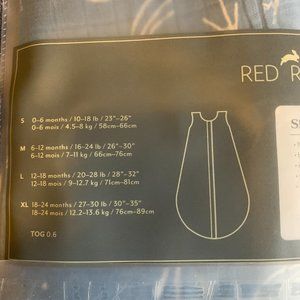 RED R
S 0-6 months / 10-18 lb / 23"-26"
0-6 mois / 4.5-8 kg / 58cm-66cm
M 6-12 months / 16-24 lb / 26"-30"
6-12 mois / 7-11 kg / 66cm-76cm
L 12-18 months / 20-28 lb / 28"-32"
12-18 mois / 9-12.7 kg / 71cm-81cm
XL 18-24 months / 27-30 lb / 30"-35"
18-24 mois / 12.2-13.6 kg / 76cm-89cm
TOG 0.6